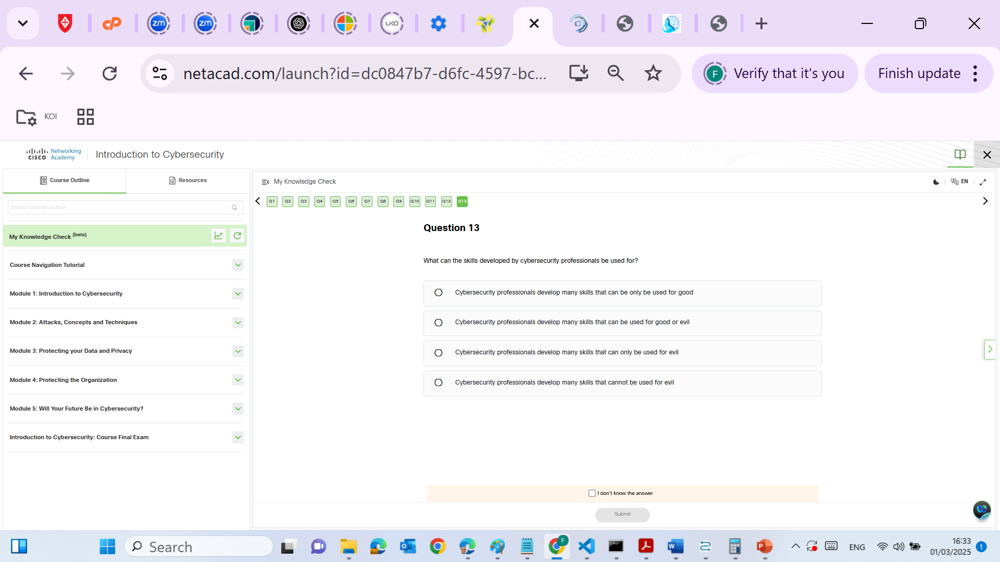 zm
zm
UKO
netacad.com/launch?id=dc0847b7-d6fc-4597-bc...
F
Verify that it's you
Finish update
KOI
CISCO
Networking
Academy
Introduction to Cybersecurity
Course Outline
Resources
My Knowledge Check
EN
Search course outline
Q1
Q2
Q3
Q4
Q5
Q6
Q7
Q8
Q9
Q10
Q11
Q12
Q13
My Knowledge Check (beta)
Course Navigation Tutorial
Module 1: Introduction to Cybersecurity
Module 2: Attacks, Concepts and Techniques
Module 3: Protecting your Data and Privacy
Module 4: Protecting the Organization
Module 5: Will Your Future Be in Cybersecurity?
Introduction to Cybersecurity: Course Final Exam
Question 13
What can the skills developed by cybersecurity professionals be used for?
Cybersecurity professionals develop many skills that can be only be used for good
Cybersecurity professionals develop many skills that can be used for good or evil
Cybersecurity professionals develop many skills that can only be used for evil
Cybersecurity professionals develop many skills that cannot be used for evil
I don't know the answer
Submit
Search
F
W
P
ENG
16:33
01/03/2025
1